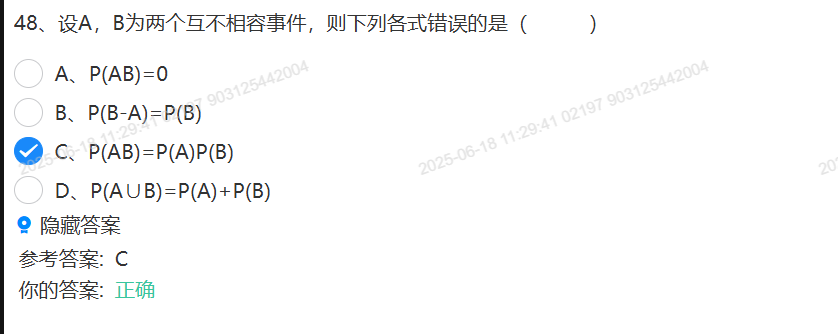 48、设A，B为两个互不相容事件，则下列各式错误的是（　　　）
A、P(AB)=0
B、P(B-A)=P(B)
C、P(AB)=P(A)P(B)
D、P(A∪B)=P(A)+P(B)
隐藏答案
参考答案: C
你的答案: 正确
2025-06-18 11:29:41 02197 903125442004
2025-06-18 11:29:41 02197 903125442004